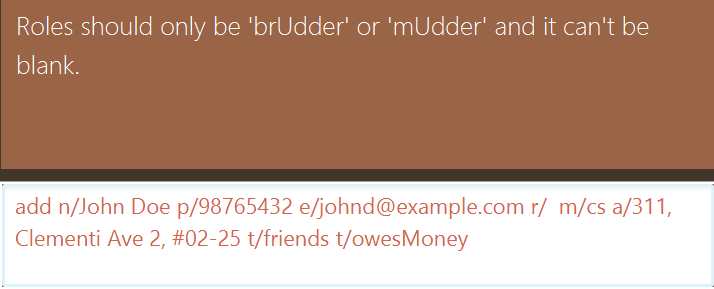 Roles should only be 'brUdder' or 'mUdder' and it can't be
blank.
add n/John Doe p/98765432 e/johnd@example.com r/  m/cs a/311,
Clementi Ave 2, #02-25 t/friends t/owesMoney